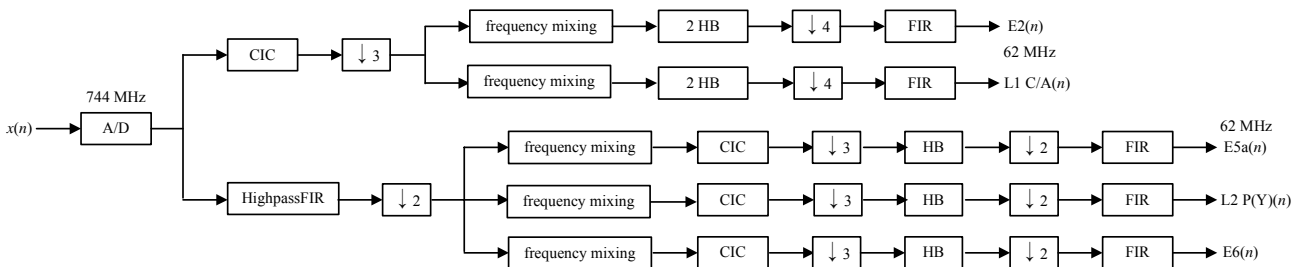 frequency mixing 2 HB ↓ 4 FIR E2(n)
CIC ↓ 3 62 MHz
frequency mixing 2 HB ↓ 4 FIR L1 C/A(n)
744 MHz
x(n) A/D
62 MHz
frequency mixing CIC ↓ 3 HB ↓ 2 FIR E5a(n)
HighpassFIR ↓ 2 frequency mixing CIC ↓ 3 HB ↓ 2 FIR L2 P(Y)(n)
frequency mixing CIC ↓ 3 HB ↓ 2 FIR E6(n)